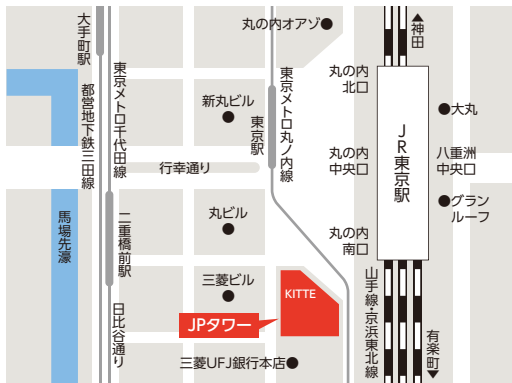 大手町駅
丸の内オアゾ
神田
東京メトロ千代田線
都営地下鉄三田線
新丸ビル
東京駅
東京メトロ丸ノ内線
丸の内
北口
JR東京駅
大丸
行幸通り
丸の内
中央口
八重洲
中央口
グラン
ルーフ
馬場先濠
二重橋前駅
丸ビル
丸の内
南口
三菱ビル
KITTE
山手線・京浜東北線
JPタワー
日比谷通り
有楽町
三菱UFJ銀行本店